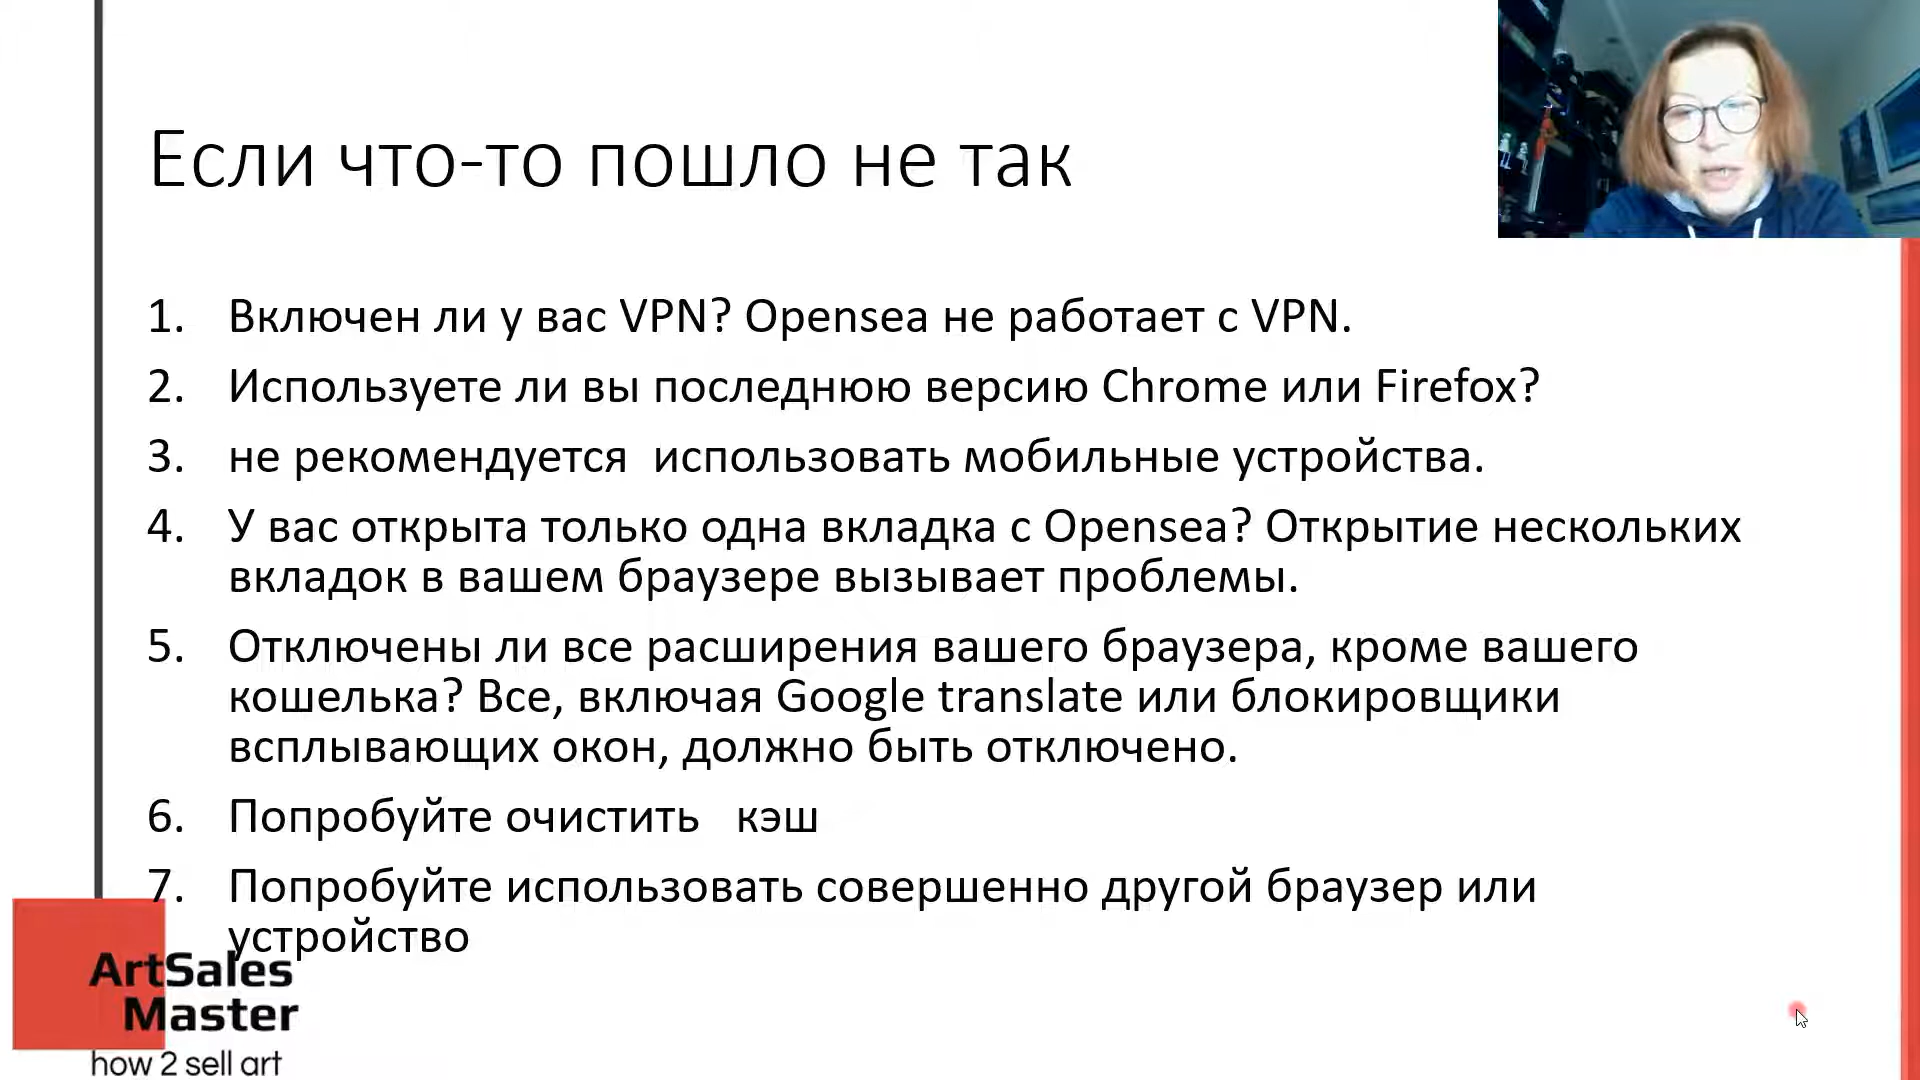 Если что-то пошло не так
1. Включен ли у вас VPN? Opensea не работает с VPN.
2. Используете ли вы последнюю версию Chrome или Firefox?
3. не рекомендуется  использовать мобильные устройства.
4. У вас открыта только одна вкладка с Opensea? Открытие нескольких
вкладок в вашем браузере вызывает проблемы.
5. Отключены ли все расширения вашего браузера, кроме вашего
кошелька? Все, включая Google translate или блокировщики
всплывающих окон, должно быть отключено.
6. Попробуйте очистить   кэш
7. Попробуйте использовать совершенно другой браузер или
устройство
ArtSales
Master
how 2 sell art